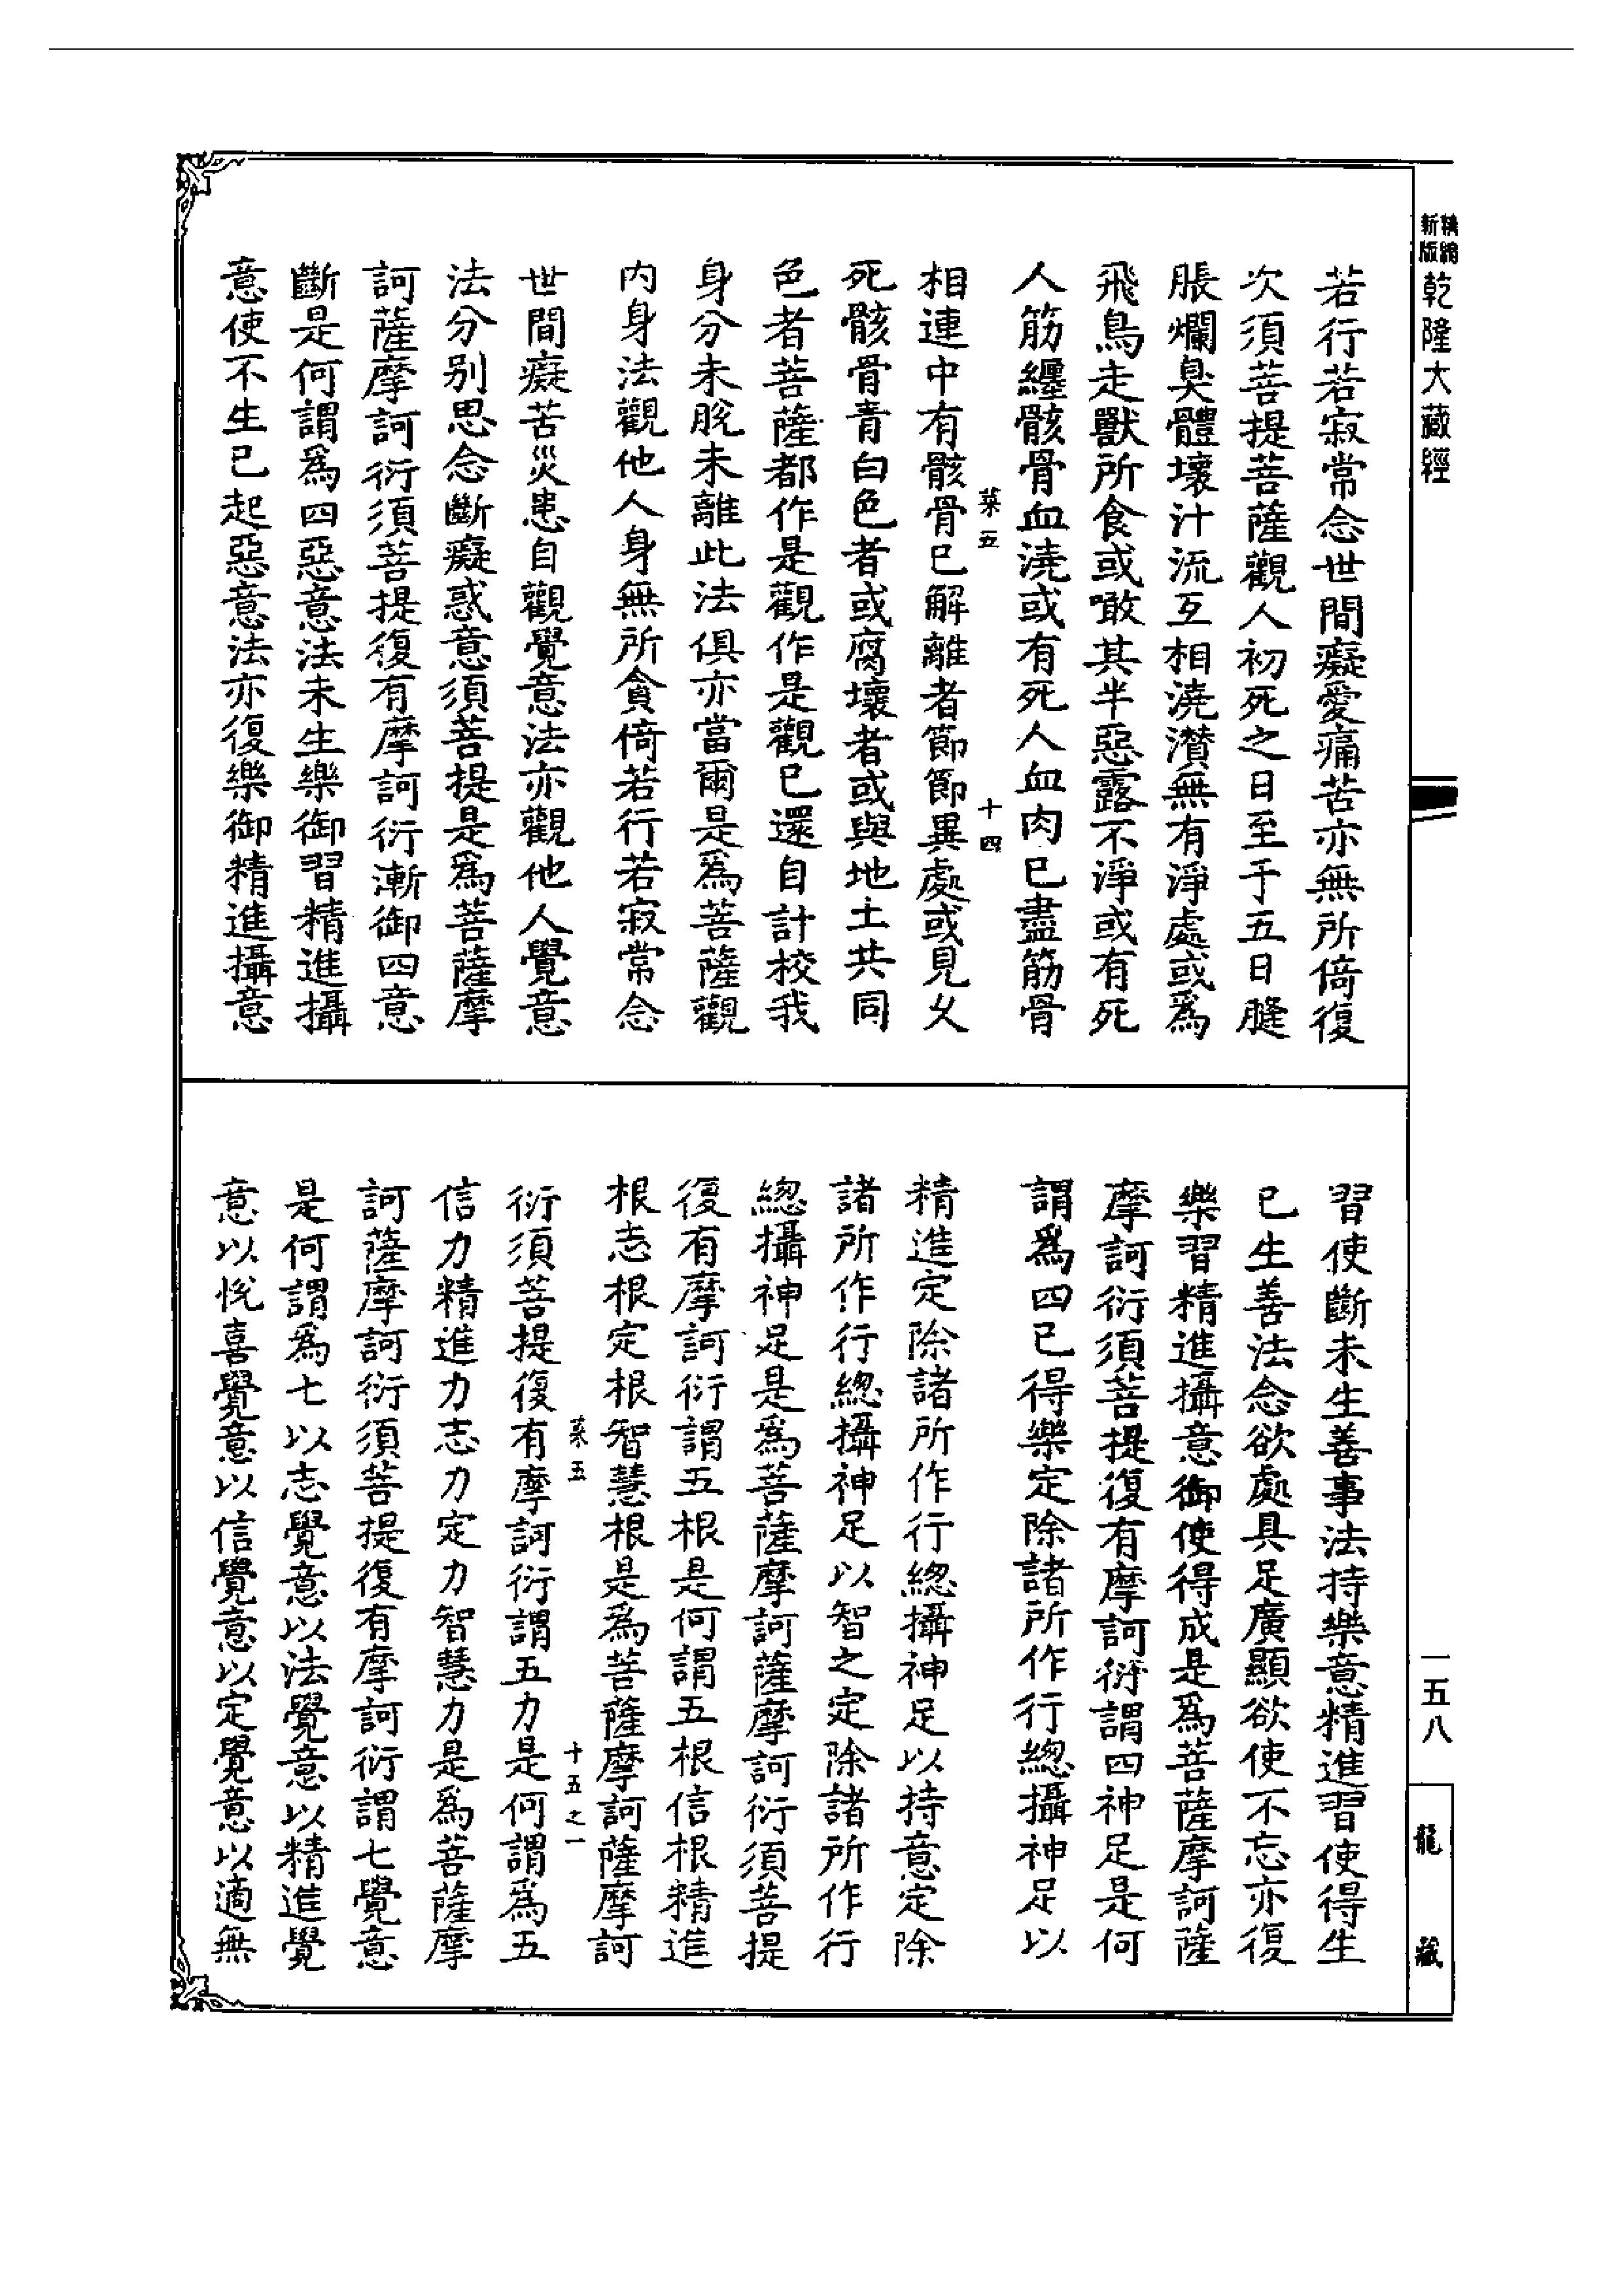 精縮新版乾隆大藏經
若行若寂常念世間癡愛痛苦亦無所倚復
次須菩提菩薩觀人初死之日至于五日膖
脹爛臭體壞汁流互相澆濽無有淨處或為
飛鳥走獸所食或噉其半惡露不淨或有死
人筋纏骸骨血澆或有死人血肉已盡筋骨
菜五 十四
相連中有骸骨已解離者節節異處或見久
死骸骨青白色者或腐壞者或與地土共同
色者菩薩都作是觀作是觀已還自計校我
身分未脫未離此法俱亦當爾是為菩薩觀
內身法觀他人身無所貪倚若行若寂常念
世間癡苦災患自觀覺意法亦觀他人覺意
法分別思念斷癡惑意須菩提是為菩薩摩
訶薩摩訶衍須菩提復有摩訶衍漸御四意
斷是何謂為四惡意法未生樂御習精進攝
意使不生已起惡意法亦復樂御精進攝意
習使斷未生善事法持樂意精進習使得生
已生善法念欲處具足廣顯欲使不忘亦復
樂習精進攝意御使得成是為菩薩摩訶薩
摩訶衍須菩提復有摩訶衍謂四神足是何
謂為四已得樂定除諸所作行總攝神足以
精進定除諸所作行總攝神足以持意定除
諸所作行總攝神足以智之定除諸所作行
總攝神足是為菩薩摩訶薩摩訶衍須菩提
復有摩訶衍謂五根是何謂五根信根精進
根志根定根智慧根是為菩薩摩訶薩摩訶
菜五 十五之一
衍須菩提復有摩訶衍謂五力是何謂為五
信力精進力志力定力智慧力是為菩薩摩
訶薩摩訶衍須菩提復有摩訶衍謂七覺意
是何謂為七以志覺意以法覺意以精進覺
意以悅喜覺意以信覺意以定覺意以適無
一五八
龍藏